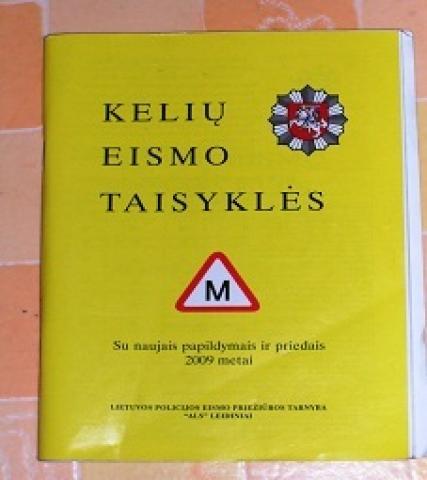 KELIŲ
EISMO
TAISYKLĖS
M
Su naujais papildymais ir priedais
2009 metai
LIETUVOS POLICIJOS EISMO PRIEŽIŪROS TARNYBA
"ALS" LEIDINIAI